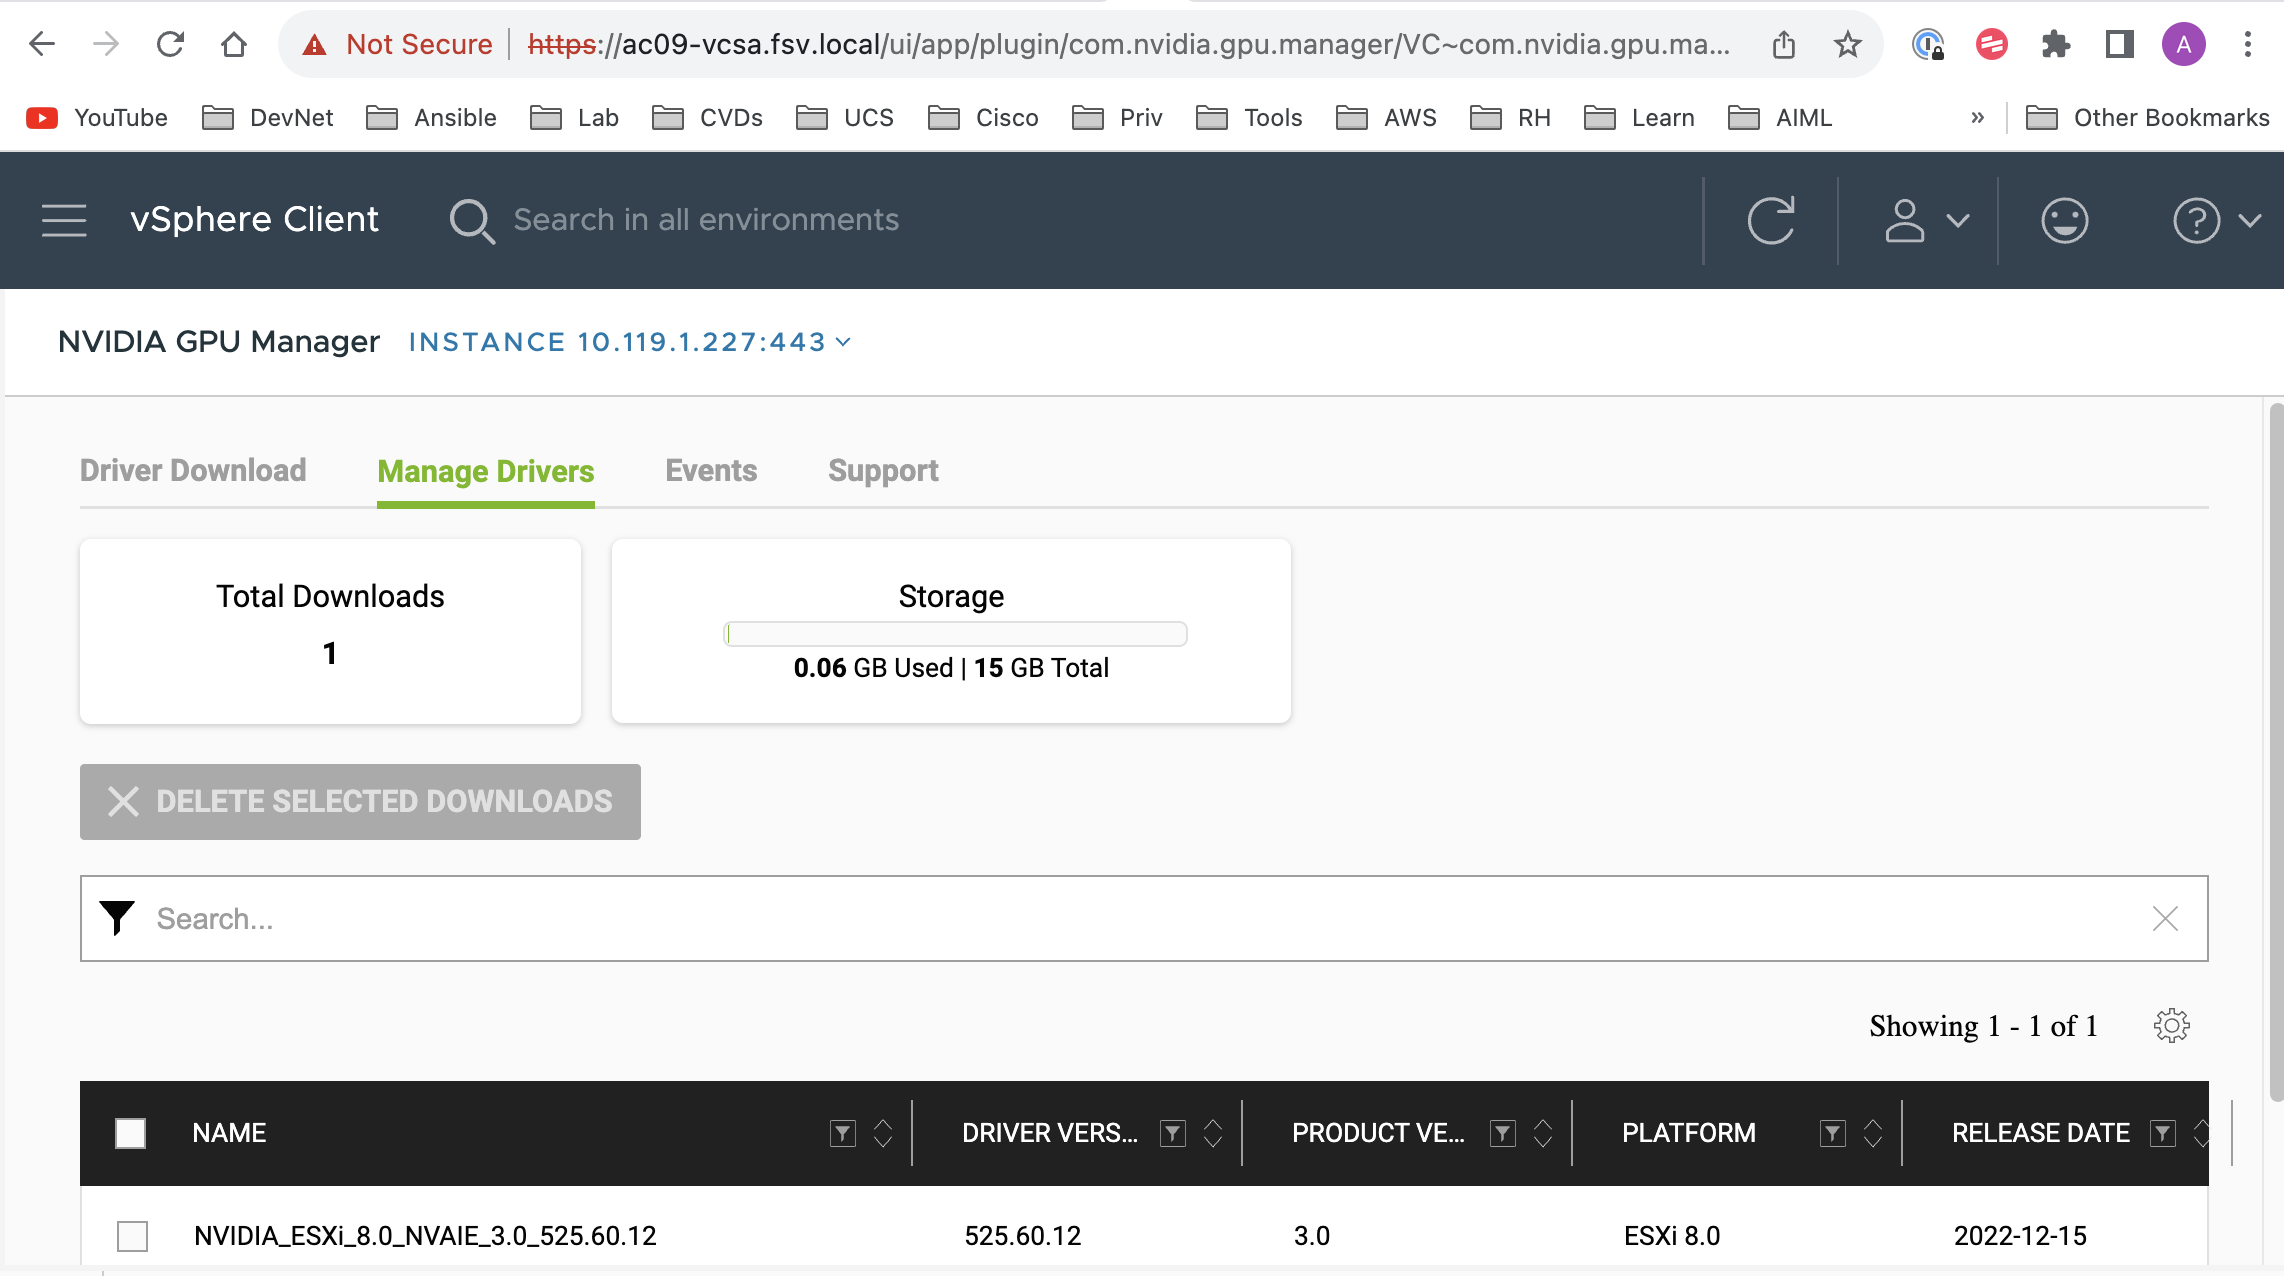 Not Secure https://ac09-vcsa.fsv.local/ui/app/plugin/com.nvidia.gpu.manager/VC~com.nvidia.gpu.ma... A
YouTube DevNet Ansible Lab CVDs UCS Cisco Priv Tools AWS RH Learn AIML » Other Bookmarks
vSphere Client Search in all environments
NVIDIA GPU Manager INSTANCE 10.119.1.227:443
Driver Download Manage Drivers Events Support
Total Downloads
1
Storage
0.06 GB Used | 15 GB Total
DELETE SELECTED DOWNLOADS
Search...
Showing 1 - 1 of 1
NAME DRIVER VERS... PRODUCT VE... PLATFORM RELEASE DATE
NVIDIA_ESXi_8.0_NVAIE_3.0_525.60.12 525.60.12 3.0 ESXi 8.0 2022-12-15